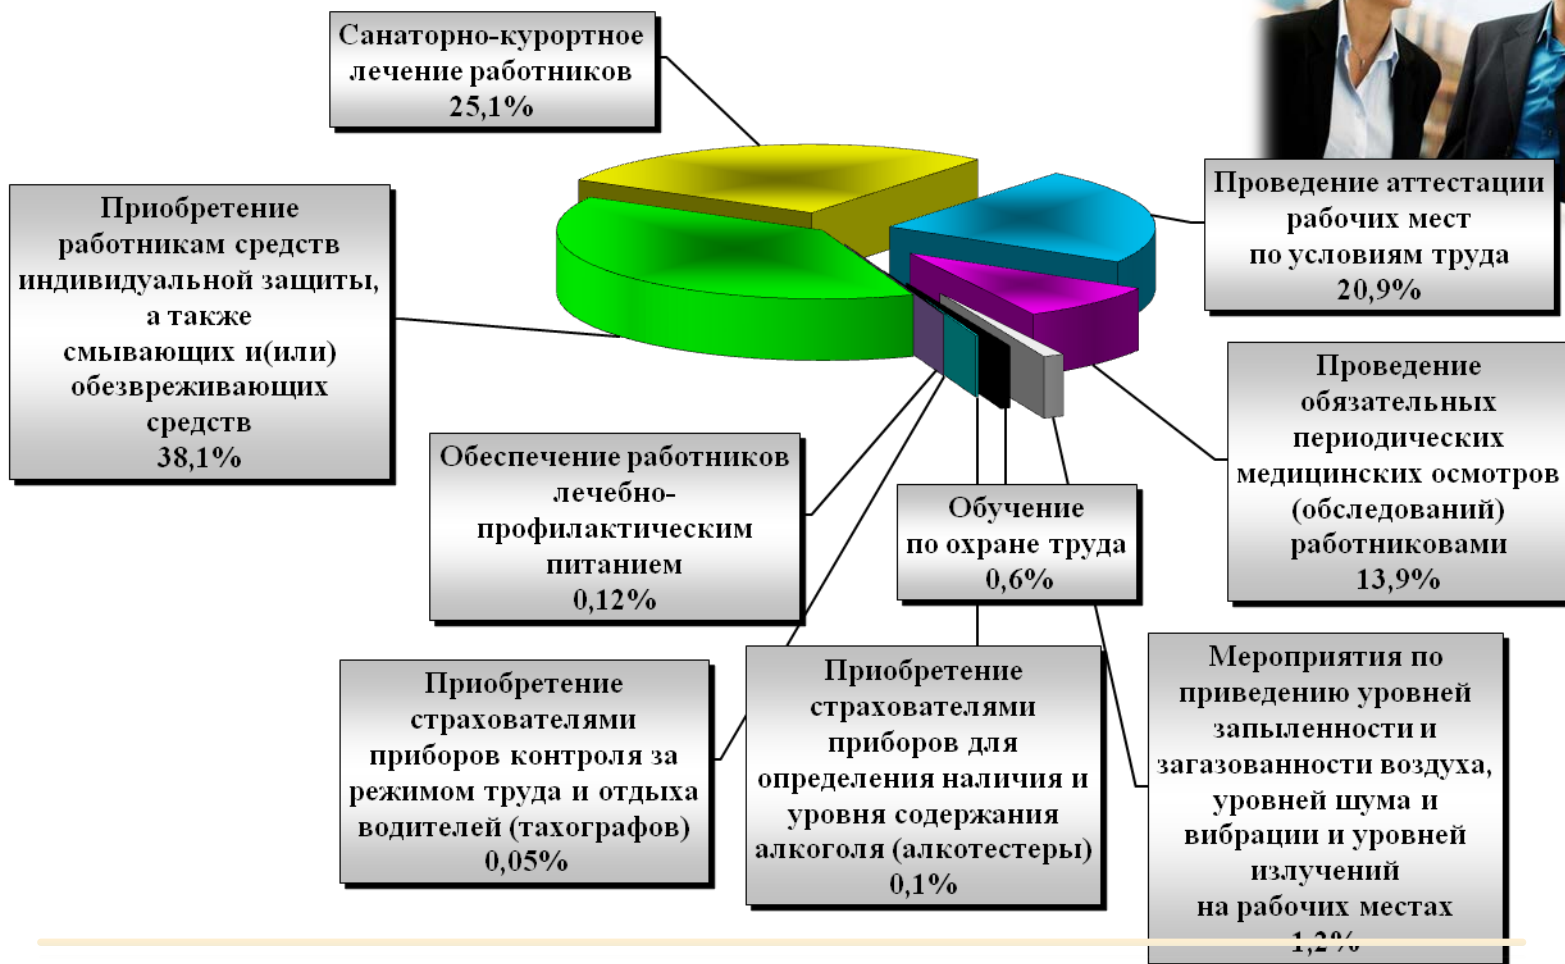 Санаторно-курортное
лечение работников
25,1%
Приобретение
работникам средств
индивидуальной защиты,
а также
смывающих и(или)
обезвреживающих
средств
38,1%
Проведение аттестации
рабочих мест
по условиям труда
20,9%
Проведение
обязательных
периодических
медицинских осмотров
(обследований)
работниковами
13,9%
Обеспечение работников
лечебно-
профилактическим
питанием
0,12%
Обучение
по охране труда
0,6%
Приобретение
страхователями
приборов контроля за
режимом труда и отдыха
водителей (тахографов)
0,05%
Приобретение
страхователями
приборов для
определения наличия и
уровня содержания
алкоголя (алкотестеры)
0,1%
Мероприятия по
приведению уровней
запыленности и
загазованности воздуха,
уровней шума и
вибрации и уровней
излучений
на рабочих местах
1,2%